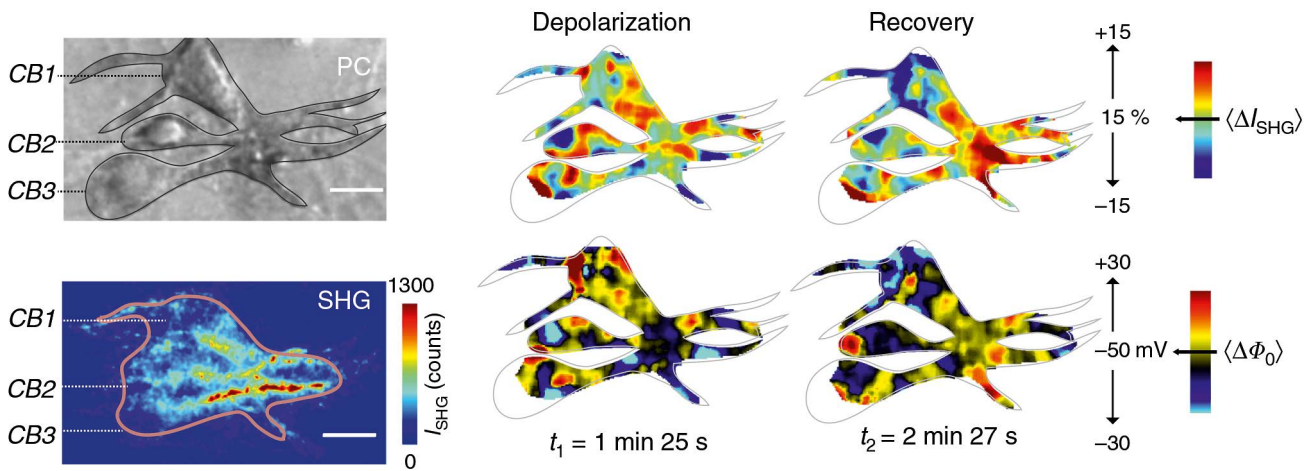 Depolarization
Recovery
PC
CB1
CB2
CB3
+15
15 %
–15
⟨ΔI_SHG⟩
SHG
CB1
CB2
CB3
1300
I_SHG (counts)
0
+30
–50 mV
–30
⟨ΔΦ_0⟩
t_1 = 1 min 25 s
t_2 = 2 min 27 s